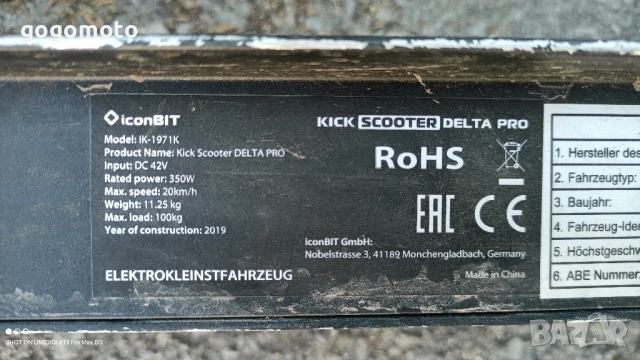 gogomoto
iconBIT
Model: IK-1971K
Product Name: Kick Scooter DELTA PRO
Input: DC 42V
Rated power: 350W
Max. speed: 20km/h
Weight: 11.25 kg
Max. load: 100kg
Year of construction: 2019
ELEKTROKLEINSTFAHRZEUG
KICK SCOOTER DELTA PRO
RoHS
EAC CE
iconBIT GmbH:
Nobelstrasse 3, 41189 Monchengladbach, Germany
Made in China
1. Hersteller des
2. Fahrzeugtyp:
3. Baujahr:
4. Fahrzeug-Iden
5. Höchstgeschw
6. ABE Nummer:
SHOT ON UMIDIGI A13 Pro Max 5G
BAZAR.BG